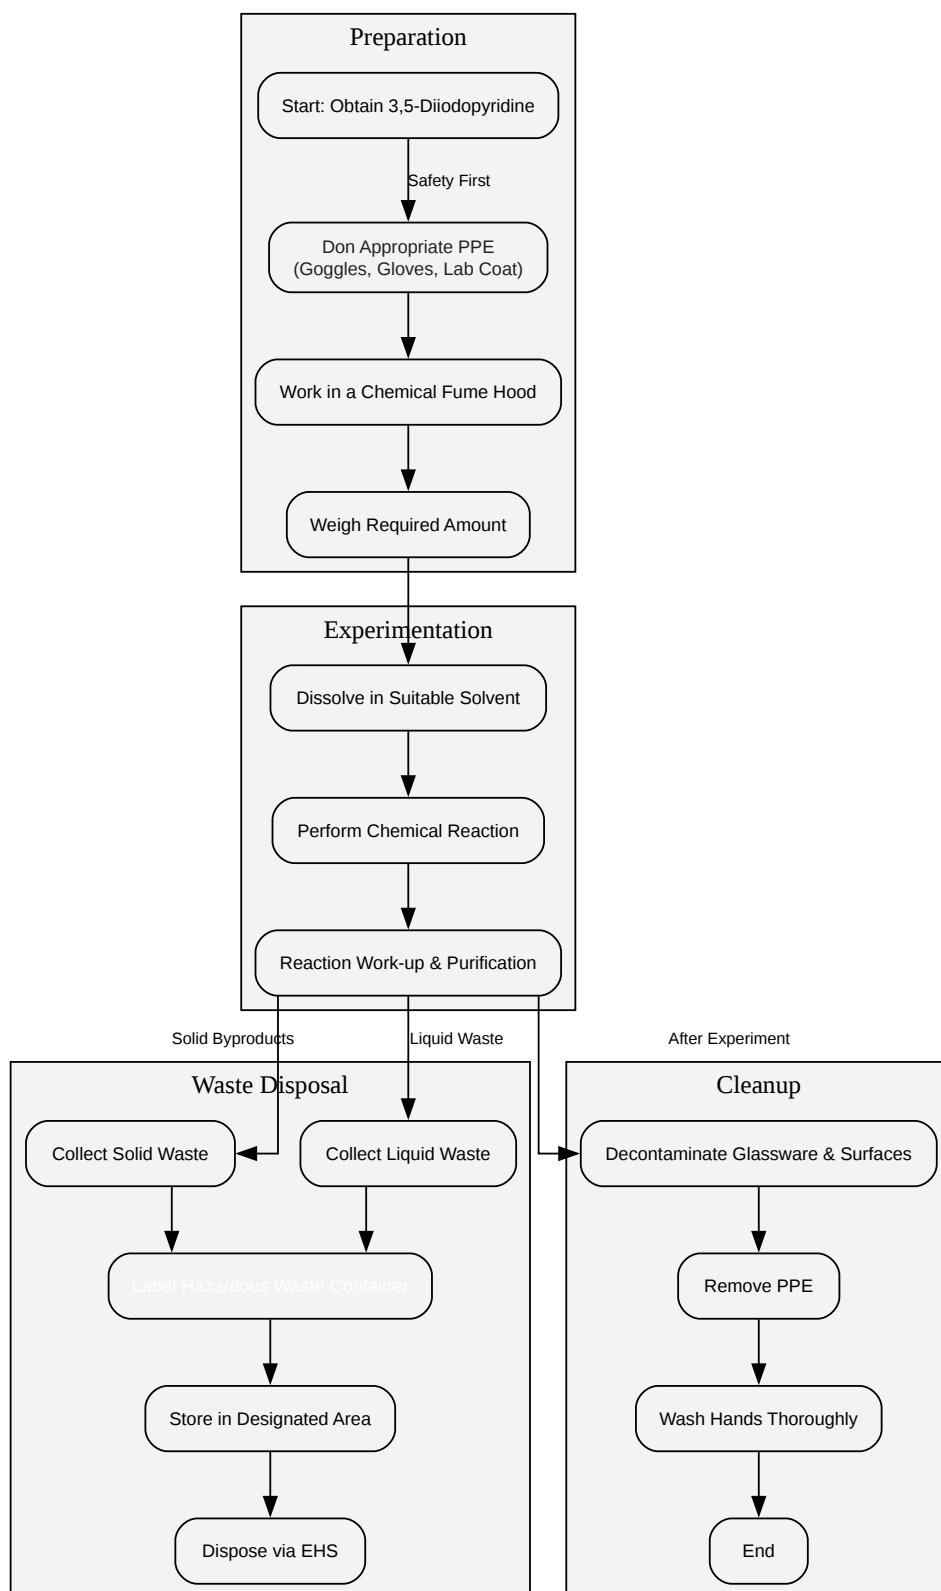 Preparation
Start: Obtain 3,5-Diiodopyridine
Safety First
Don Appropriate PPE
(Goggles, Gloves, Lab Coat)
Work in a Chemical Fume Hood
Weigh Required Amount
Experimentation
Dissolve in Suitable Solvent
Perform Chemical Reaction
Reaction Work-up & Purification
Solid Byproducts
Liquid Waste
After Experiment
Waste Disposal
Cleanup
Collect Solid Waste
Collect Liquid Waste
Decontaminate Glassware & Surfaces
Label Hazardous Waste Container
Remove PPE
Store in Designated Area
Wash Hands Thoroughly
Dispose via EHS
End